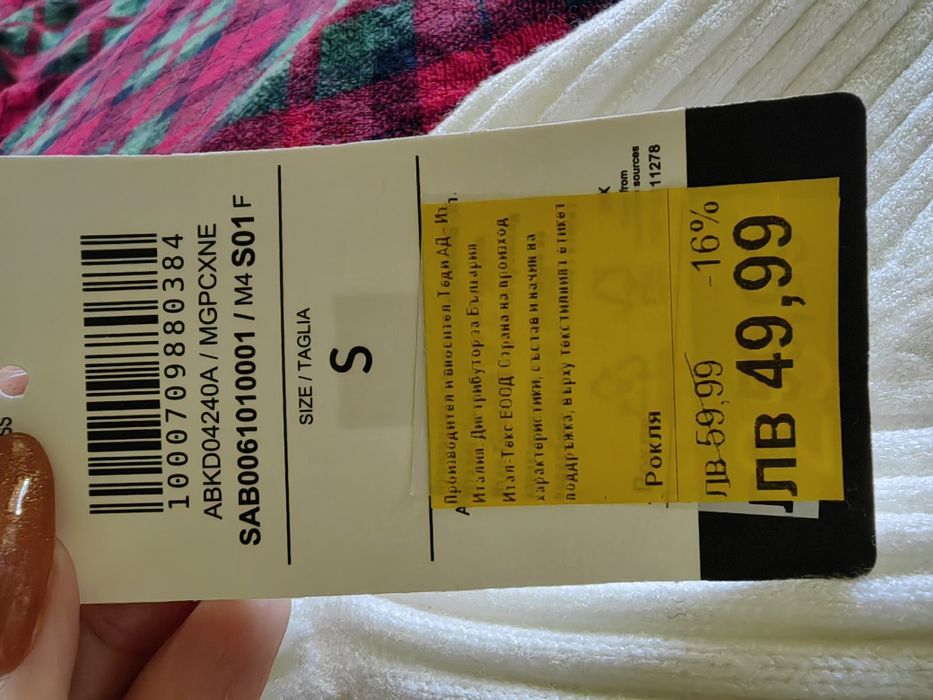 1000709880384
ABKD04240A / MGPCXNE
SAB006101O001 / M4 S01 F
SIZE / TAGLIA
S
from
sources
11278
Производител и вносител Теди АД - Ит.
Италия. Дистрибутор за България
Итал-Текс ЕООД. Страна на произход
характеристики, състав и начин на
поддръжка, върху текстилният етикет
Рокля
ЛВ 59,99 -16%
ЛВ 49,99